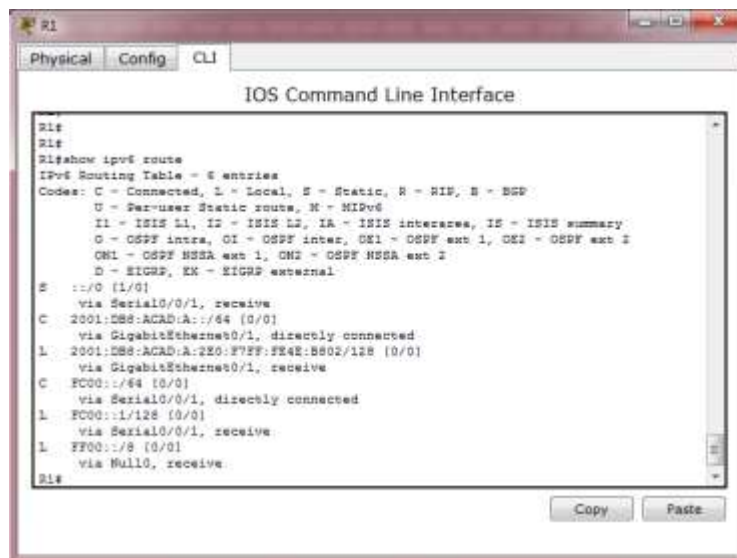 R1
Physical Config CLI
IOS Command Line Interface
R1#
R1#
R1#show ipv6 route
IPv6 Routing Table - 6 entries
Codes: C - Connected, L - Local, S - Static, R - RIP, B - BGP
U - Per-user Static route, M - MIPv6
I1 - ISIS L1, I2 - ISIS L2, IA - ISIS interarea, IS - ISIS summary
O - OSPF intra, OI - OSPF inter, OE1 - OSPF ext 1, OE2 - OSPF ext 2
ON1 - OSPF NSSA ext 1, ON2 - OSPF NSSA ext 2
D - EIGRP, EX - EIGRP external
S ::/0 [1/0]
via Serial0/0/1, receive
C 2001:DB8:ACAD:A::/64 [0/0]
via GigabitEthernet0/1, directly connected
L 2001:DB8:ACAD:A:2E0:F7FF:FE4E:B802/128 [0/0]
via GigabitEthernet0/1, receive
C FC00::/64 [0/0]
via Serial0/0/1, directly connected
L FC00::1/128 [0/0]
via Serial0/0/1, receive
L FF00::/8 [0/0]
via Null0, receive
R1#
Copy Paste